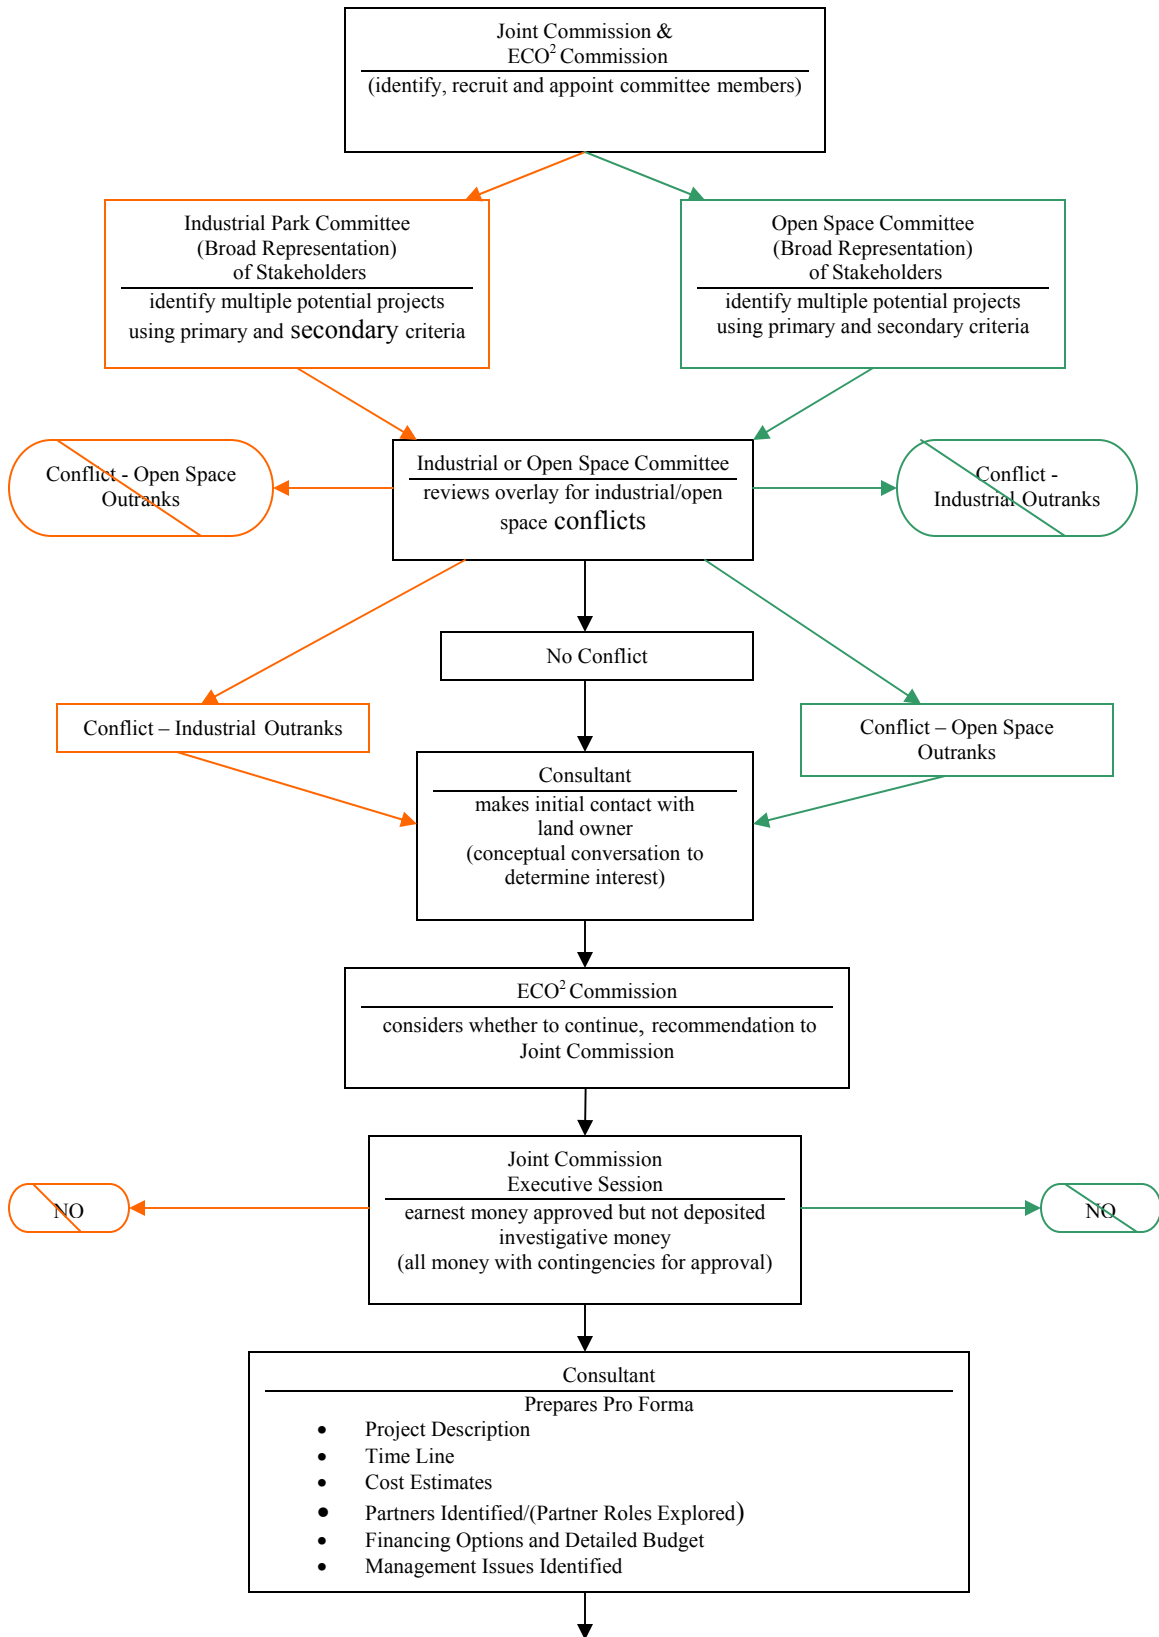 Joint Commission &
ECO² Commission
(identify, recruit and appoint committee members)
Industrial Park Committee
(Broad Representation)
of Stakeholders
identify multiple potential projects
using primary and secondary criteria
Open Space Committee
(Broad Representation)
of Stakeholders
identify multiple potential projects
using primary and secondary criteria
Conflict - Open Space
Outranks
Industrial or Open Space Committee
reviews overlay for industrial/open
space conflicts
Conflict -
Industrial Outranks
No Conflict
Conflict – Industrial Outranks
Conflict – Open Space
Outranks
Consultant
makes initial contact with
land owner
(conceptual conversation to
determine interest)
ECO² Commission
considers whether to continue, recommendation to
Joint Commission
Joint Commission
Executive Session
earnest money approved but not deposited
investigative money
(all money with contingencies for approval)
NO
NO
Consultant
Prepares Pro Forma
• Project Description
• Time Line
• Cost Estimates
• Partners Identified/(Partner Roles Explored)
• Financing Options and Detailed Budget
• Management Issues Identified